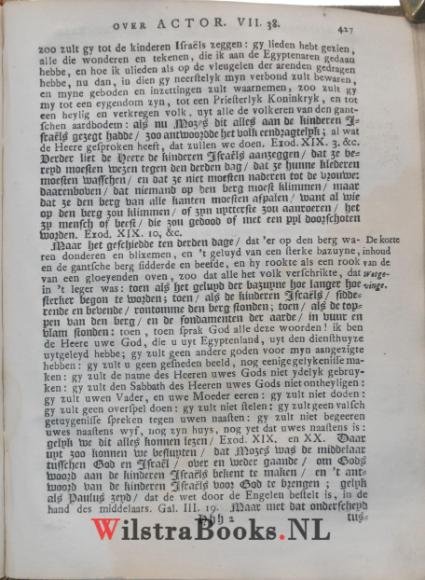 OVER ACTOR. VII. 38. 427
zoo zult gy tot de kinderen Israëls zeggen: gy lieden hebt gezien,
alle die wonderen en tekenen, die ik aan de Egyptenaren gedaan
hebbe, en hoe ik ulieden als op de vleugelen der arenden gedragen
hebbe, nu dan, in dien gy neerstelyk myn verbond zult bewaren,
en myne geboden en inzettingen zult waarnemen, zoo zult gy
my tot een eygendom zyn, tot een Priesterlyk Koninkryk, en tot
een heylig en verkregen volk, uyt alle de volkeren van den gant-
schen aardbodem: als nu Mozes dit alles aan de kinderen I-
sraëls gezegt hadde / zoo antwoordde het volk eendragtelyk; al wat
de Heere gesproken heeft, dat zullen we doen. Exod. XIX. 3. &c.
Verder liet de Heere de kinderen Israëls aanzeggen / dat ze be-
reyd moesten wezen tegen den derden dag / dat ze hunne klederen
moesten wasschen / en dat ze niet moesten naderen tot de vrouwe:
daarenboven / dat niemand op den berg moest klimmen / maar
dat ze den berg van alle kanten moesten afpalen / want al wie
op den berg zou klimmen / of zyn uytterste zou aanroeren / het
zy mensch of beest / die zou gedood of met een pyl doorschoten
worden. Exod. XIX. 10, &c.
Maar het geschiedde ten derden dage / dat 'er op den berg wa-
ren donderen en blixemen, en 't geluyd van een sterke bazuyne,
en de gantsche berg sidderde en beefde, en hy rookte als een rook
van een gloeyenden oven, zoo dat alle het volk verschrikte, dat
in 't leger was: toen als het geluyd der bazuyne hoe langer hoe
sterker begon te worden; toen / als de kinderen Israëls / sidde-
rende en bevende / rontomme den berg stonden; toen / als de top-
pen van den berg / en de fondamenten der aarde / in vuur en
vlam stonden / toen, toen sprak God alle deze woorden! ik ben
de Heere uwe God, die u uyt Egyptenland, uyt den diensthuyze
uytgeleyd hebbe; gy zult geen andere goden voor myn aangezigte
hebben: gy zult u geen gesneden beeld, nog eenige gelykenisse ma-
ken: gy zult de name des Heeren uwes Gods niet ydelyk gebruy-
ken: gy zult den Sabbath des Heeren uwes Gods niet ontheyligen:
gy zult uwen Vader, en uwe Moeder eeren: gy zult niet doden:
gy zult geen overspel doen: gy zult niet stelen: gy zult geen valsch
getuygenisse spreken tegen uwen naasten: gy zult niet begeeren
uwes naastens wyf, nog zyn huys, nog yet dat uwes naastens is:
gelyk we dit alles konnen lezen / Exod. XIX. en XX. Daar
uyt zoo konnen we besluyten / dat Mozes was de middelaar
tusschen God en Israël / over en weder gaande / om Gods
woord aan de kinderen Israëls bekent te maken / en 't ant-
woord van de kinderen Israëls voor God te brengen; gelyk
als Paulus zeyd / dat de wet door de Engelen bestelt is, in de
hand des middelaars. Gal. III. 19. Maar met dat onderscheyd
Hhh 2 tus-
De korte
inhoud
van de
Wetge-
vinge.
WilstraBooks.NL